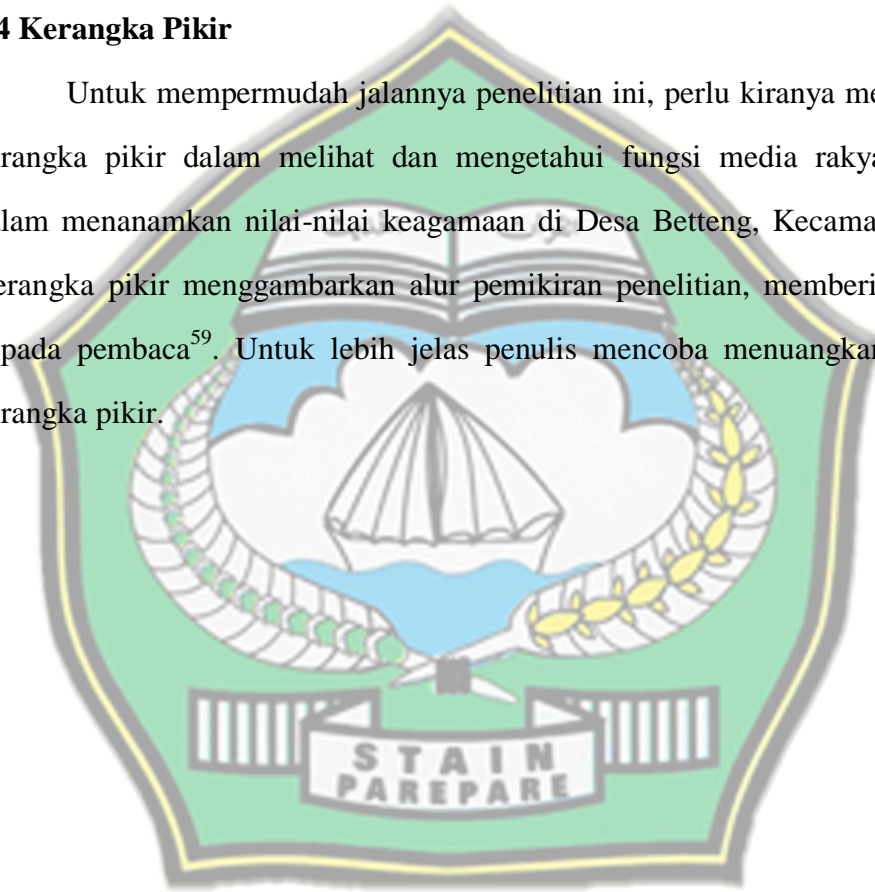 4 Kerangka Pikir
Untuk mempermudah jalannya penelitian ini, perlu kiranya me
rangka pikir dalam melihat dan mengetahui fungsi media rakya
lam menanamkan nilai-nilai keagamaan di Desa Betteng, Kecama
erangka pikir menggambarkan alur pemikiran penelitian, memberi
pada pembaca⁵⁹. Untuk lebih jelas penulis mencoba menuangkan
rangka pikir.
STAIN
PAREPARE